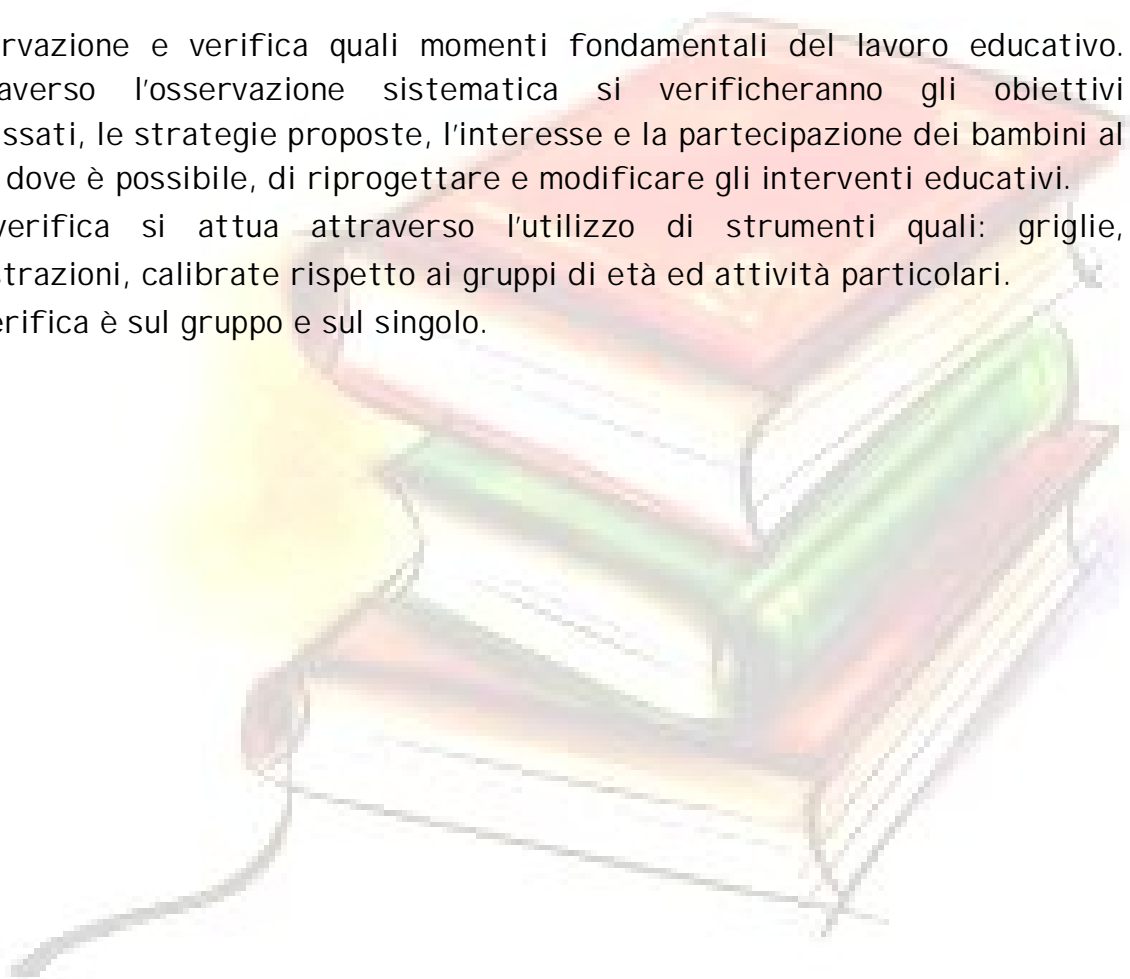 rvazione e verifica quali momenti fondamentali del lavoro educativo.
averso l'osservazione sistematica si verificheranno gli obiettivi
ssati, le strategie proposte, l'interesse e la partecipazione dei bambini al
dove è possibile, di riprogettare e modificare gli interventi educativi.
verifica si attua attraverso l'utilizzo di strumenti quali: griglie,
strazioni, calibrate rispetto ai gruppi di età ed attività particolari.
erifica è sul gruppo e sul singolo.